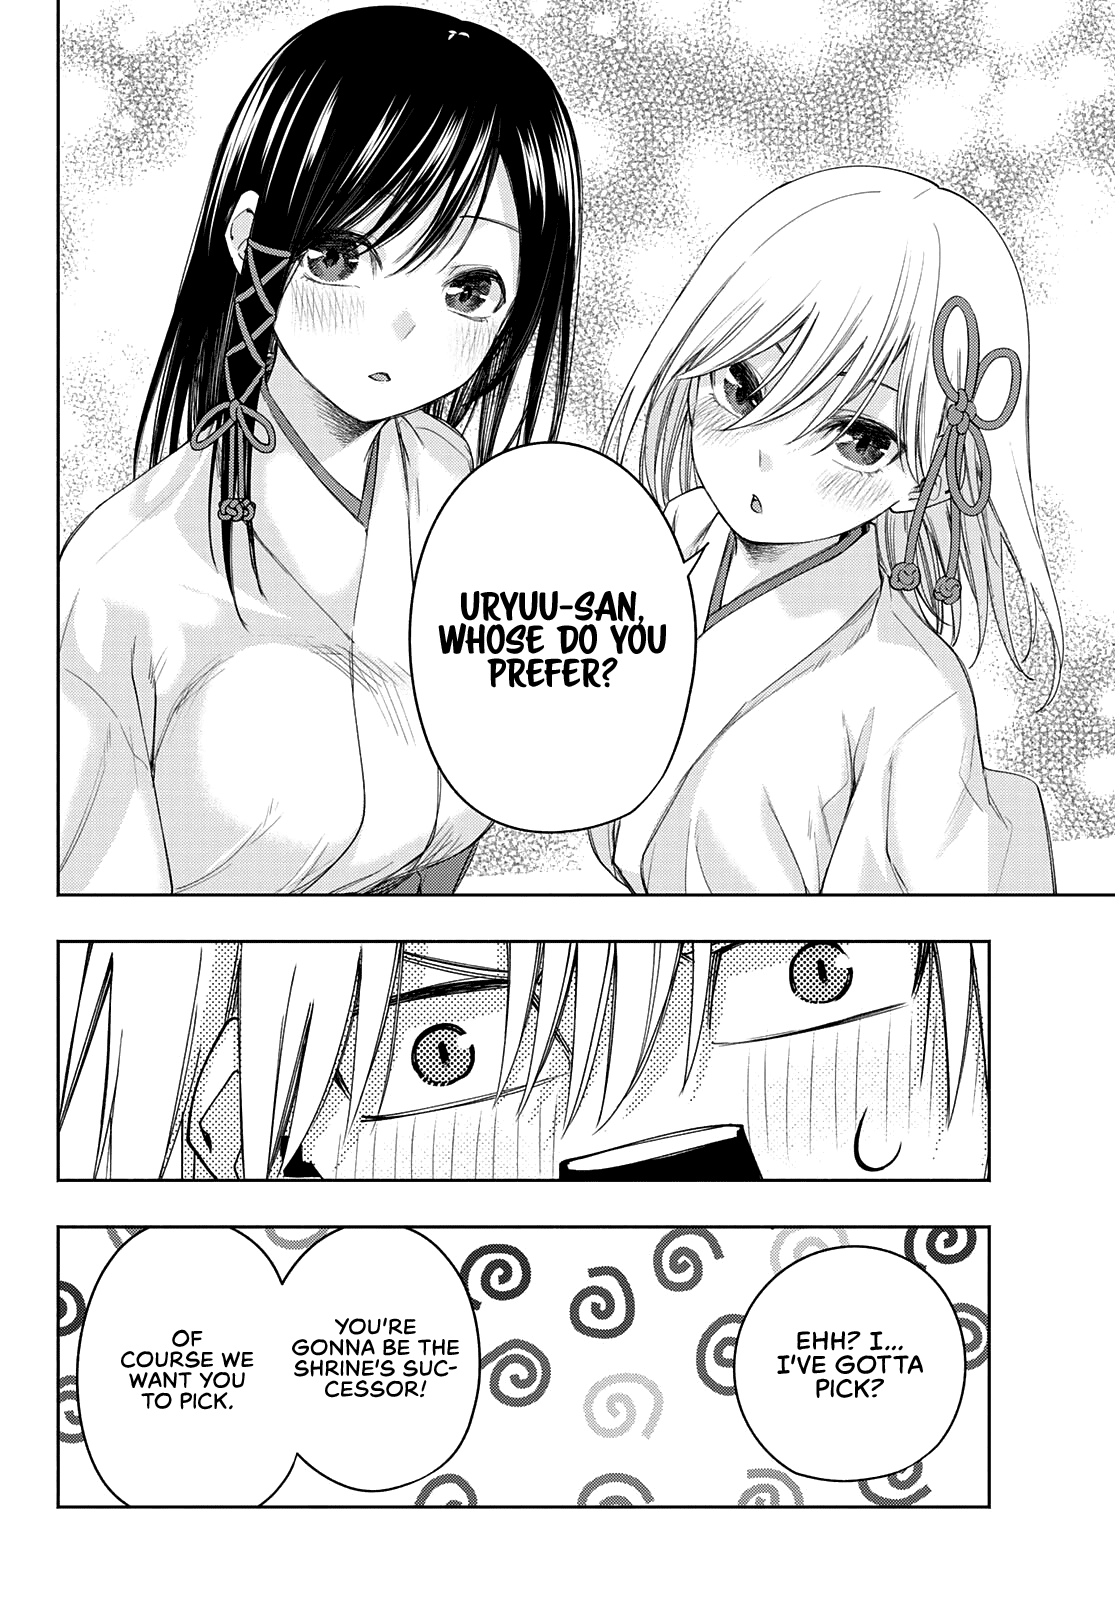 URYUU-SAN,
WHOSE DO YOU
PREFER?
EHH? I...
I'VE GOTTA
PICK?
YOU'RE
GONNA BE THE
SHRINE'S SUC-
CESSOR!
OF
COURSE WE
WANT YOU
TO PICK.